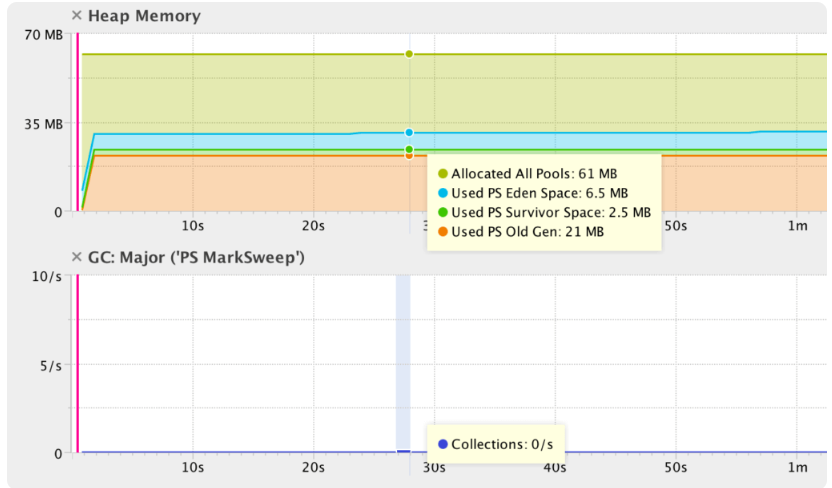 × Heap Memory
70 MB
35 MB
0
10s 20s 3 50s 1m
Allocated All Pools: 61 MB
Used PS Eden Space: 6.5 MB
Used PS Survivor Space: 2.5 MB
Used PS Old Gen: 21 MB
× GC: Major ('PS MarkSweep')
10/s
5/s
0
Collections: 0/s
10s 20s 30s 40s 50s 1m